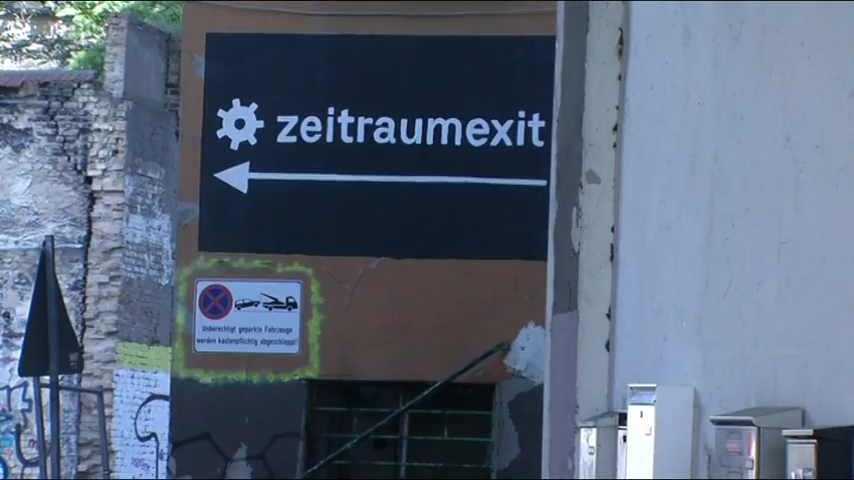 zeitraumexit
Unberechtigt geparkte Fahrzeuge
werden kostenpflichtig abgeschleppt!